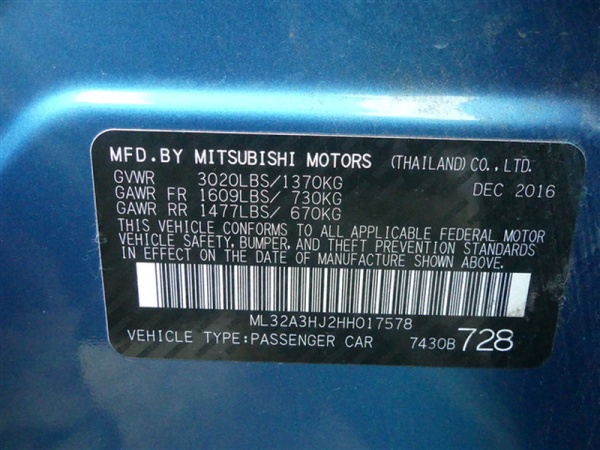 MFD.BY MITSUBISHI MOTORS (THAILAND) CO., LTD.
GVWR 3020LBS/1370KG DEC 2016
GAWR FR 1609LBS/ 730KG
GAWR RR 1477LBS/ 670KG
THIS VEHICLE CONFORMS TO ALL APPLICABLE FEDERAL MOTOR
VEHICLE SAFETY, BUMPER, AND THEFT PREVENTION STANDARDS
IN EFFECT ON THE DATE OF MANUFACTURE SHOWN ABOVE.
ML32A3HJ2HH017578
VEHICLE TYPE:PASSENGER CAR 7430B 728